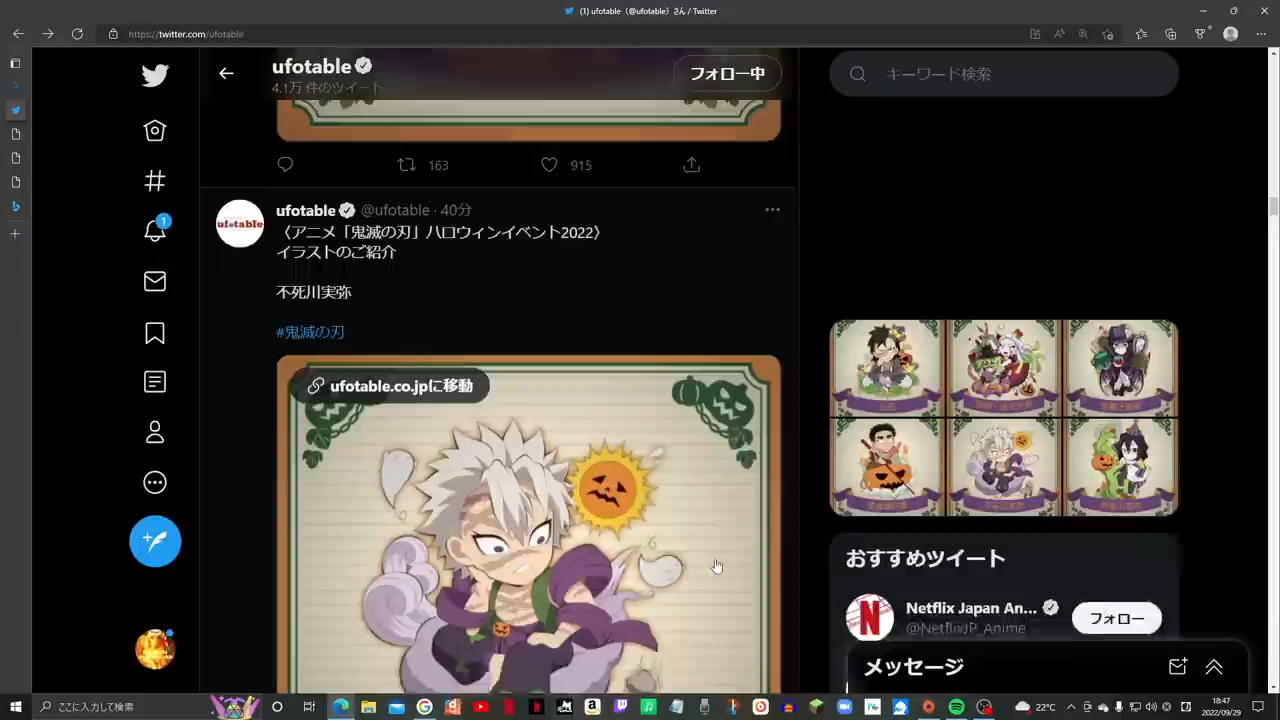 (1) ufotable（@ufotable）さん / Twitter
https://twitter.com/ufotable
ufotable
4.1万 件のツイート
フォロー中
キーワード検索
163
915
ufotable @ufotable · 40分
〈アニメ「鬼滅の刃」ハロウィンイベント2022〉
イラストのご紹介
不死川実弥
#鬼滅の刃
ufotable.co.jpに移動
1
ufotable
おすすめツイート
Netflix Japan An...
@NetflixJP_Anime
フォロー
メッセージ
ここに入力して検索
22℃
18:47
2022/09/29